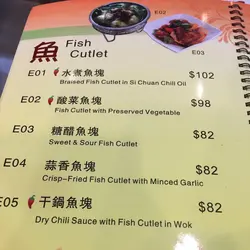 E02
E03
魚 Fish
Cutlet
E01 水煮魚塊 $102
Braised Fish Cutlet in Si Chuan Chili Oil
E02 酸菜魚塊 $98
Fish Cutlet with Preserved Vegetable
E03 糖醋魚塊 $82
Sweet & Sour Fish Cutlet
E04 蒜香魚塊 $82
Crisp-Fried Fish Cutlet with Minced Garlic
E05 干鍋魚塊 $82
Dry Chili Sauce with Fish Cutlet in Wok